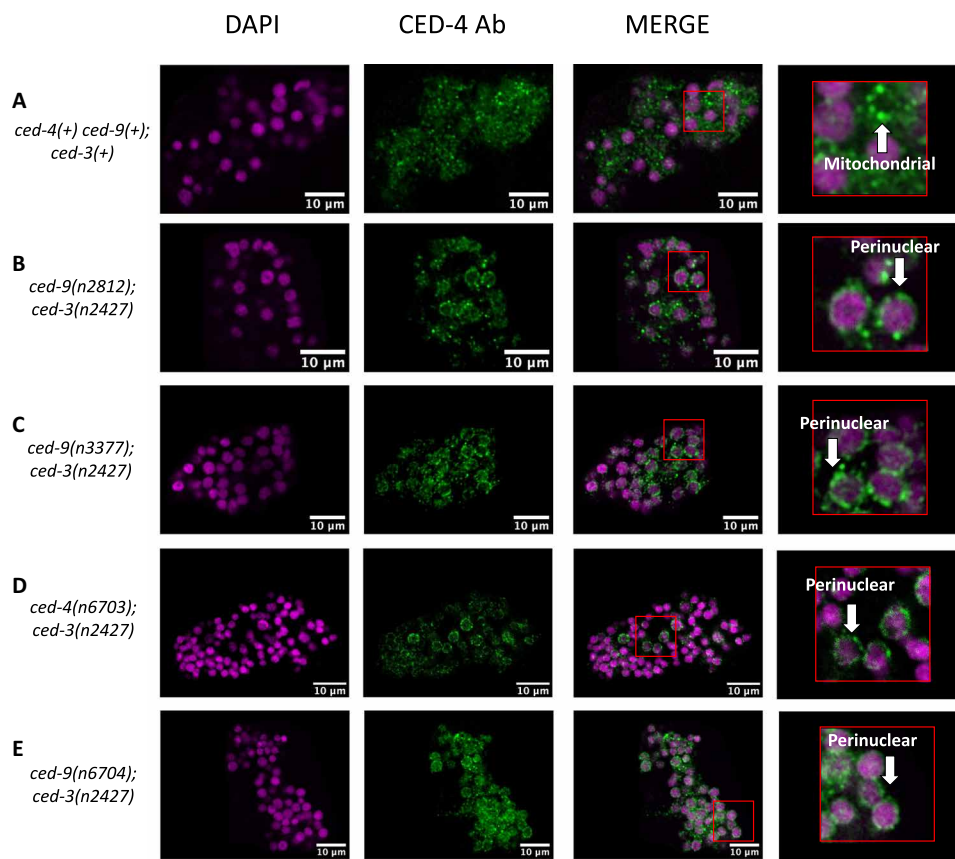 DAPI CED-4 Ab MERGE
A
ced-4(+) ced-9(+);
ced-3(+)
10 µm 10 µm 10 µm
Mitochondrial
B
ced-9(n2812);
ced-3(n2427)
10 µm 10 µm 10 µm
Perinuclear
C
ced-9(n3377);
ced-3(n2427)
10 µm 10 µm 10 µm
Perinuclear
D
ced-4(n6703);
ced-3(n2427)
10 µm 10 µm 10 µm
Perinuclear
E
ced-9(n6704);
ced-3(n2427)
10 µm 10 µm 10 µm
Perinuclear